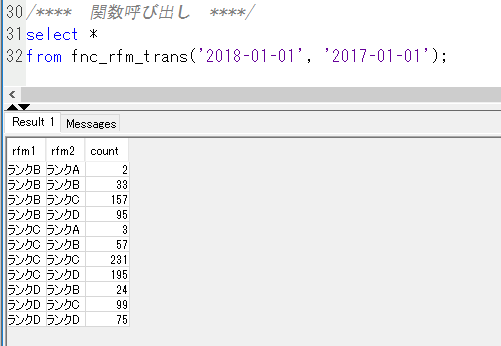 30 /**** 関数呼び出し ****/
31 select *
32 from fnc_rfm_trans('2018-01-01', '2017-01-01');
Result 1 Messages
rfm1 rfm2 count
ランクB ランクA 2
ランクB ランクB 33
ランクB ランクC 157
ランクB ランクD 95
ランクC ランクA 3
ランクC ランクB 57
ランクC ランクC 231
ランクC ランクD 195
ランクD ランクB 24
ランクD ランクC 99
ランクD ランクD 75